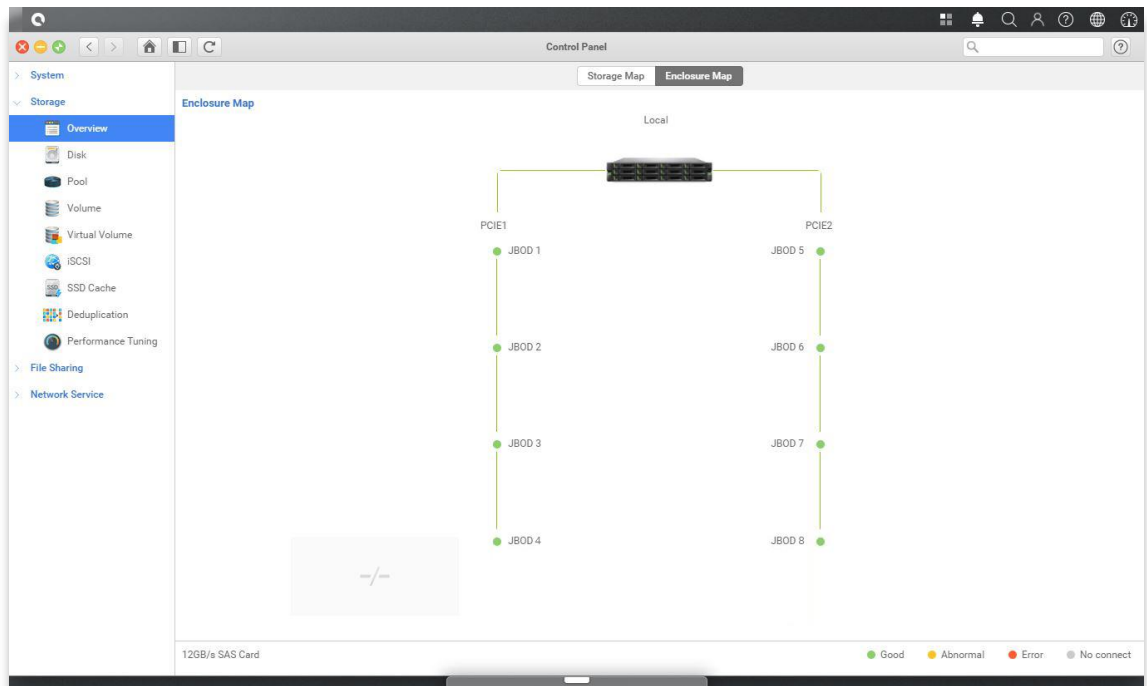 Control Panel
System
Storage
Overview
Disk
Pool
Volume
Virtual Volume
iSCSI
SSD Cache
Deduplication
Performance Tuning
File Sharing
Network Service
Storage Map Enclosure Map
Enclosure Map
Local
PCIE1 PCIE2
JBOD 1 JBOD 5
JBOD 2 JBOD 6
JBOD 3 JBOD 7
JBOD 4 JBOD 8
-/-
12GB/s SAS Card Good Abnormal Error No connect